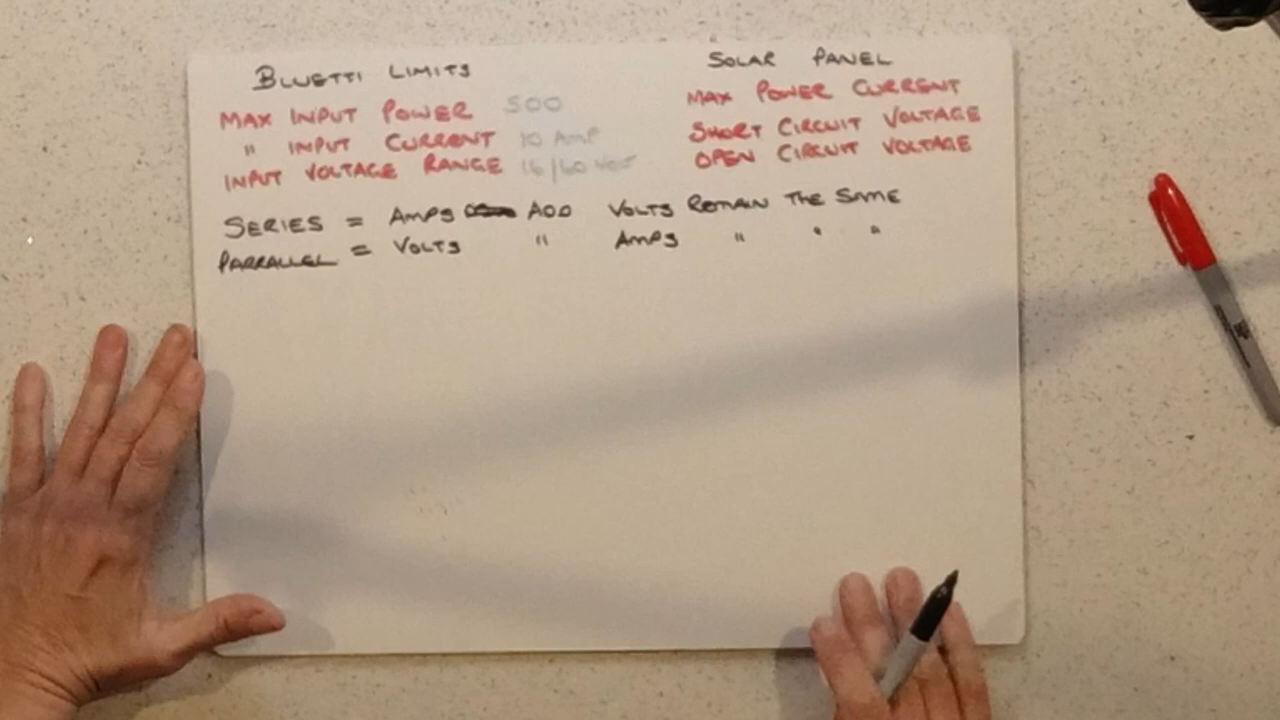 BLUETTI LIMITS
MAX INPUT POWER 500
" INPUT CURRENT 10 AMP
INPUT VOLTAGE RANGE 16/60 VOLT
SOLAR PANEL
MAX POWER CURRENT
SHORT CIRCUIT VOLTAGE
OPEN CIRCUIT VOLTAGE
SERIES = AMPS ADD VOLTS REMAIN THE SAME
PARRALLEL = VOLTS " AMPS " " "